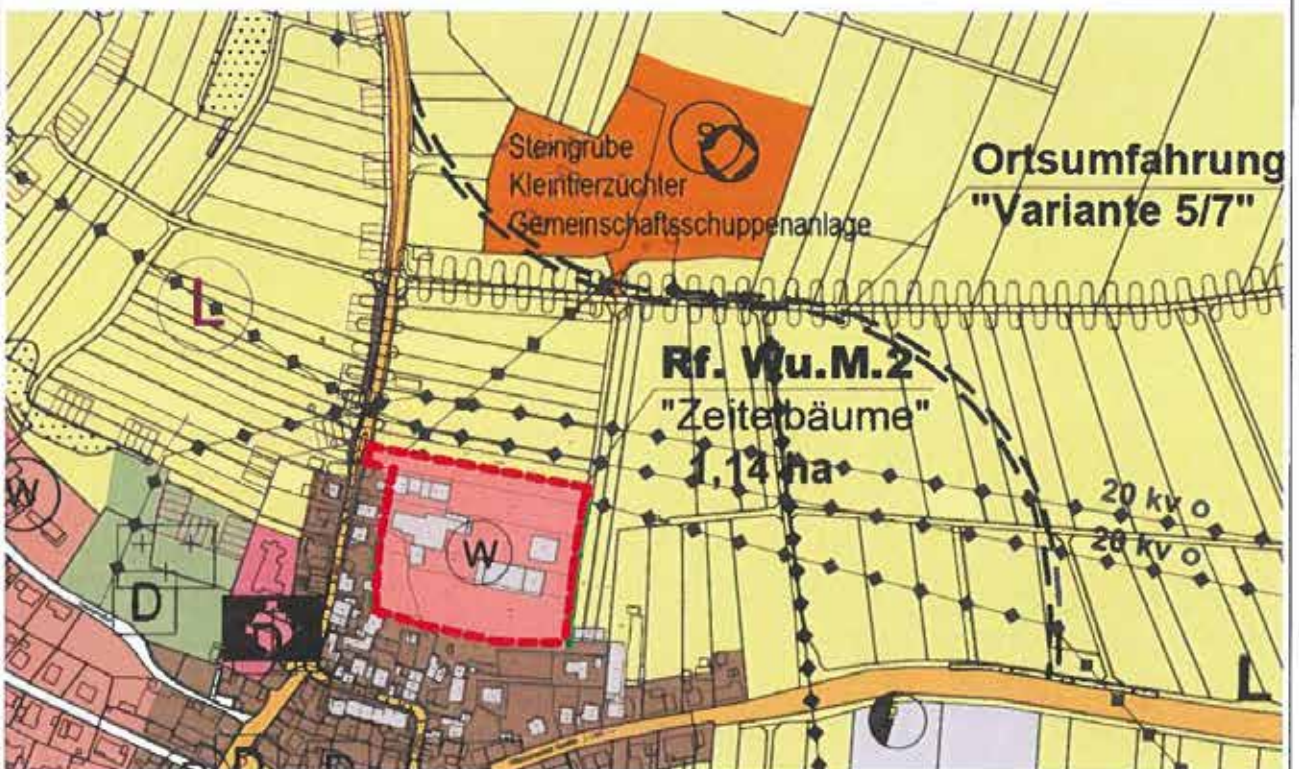 Steingrube
Kleintierzüchter
Gemeinschaftsschuppenanlage
Ortsumfahrung
"Variante 5/7"
L
Rf. Wu.M.2
"Zeitelbäume"
1,14 ha
20 kv o
20 kv o
W
W
D
L